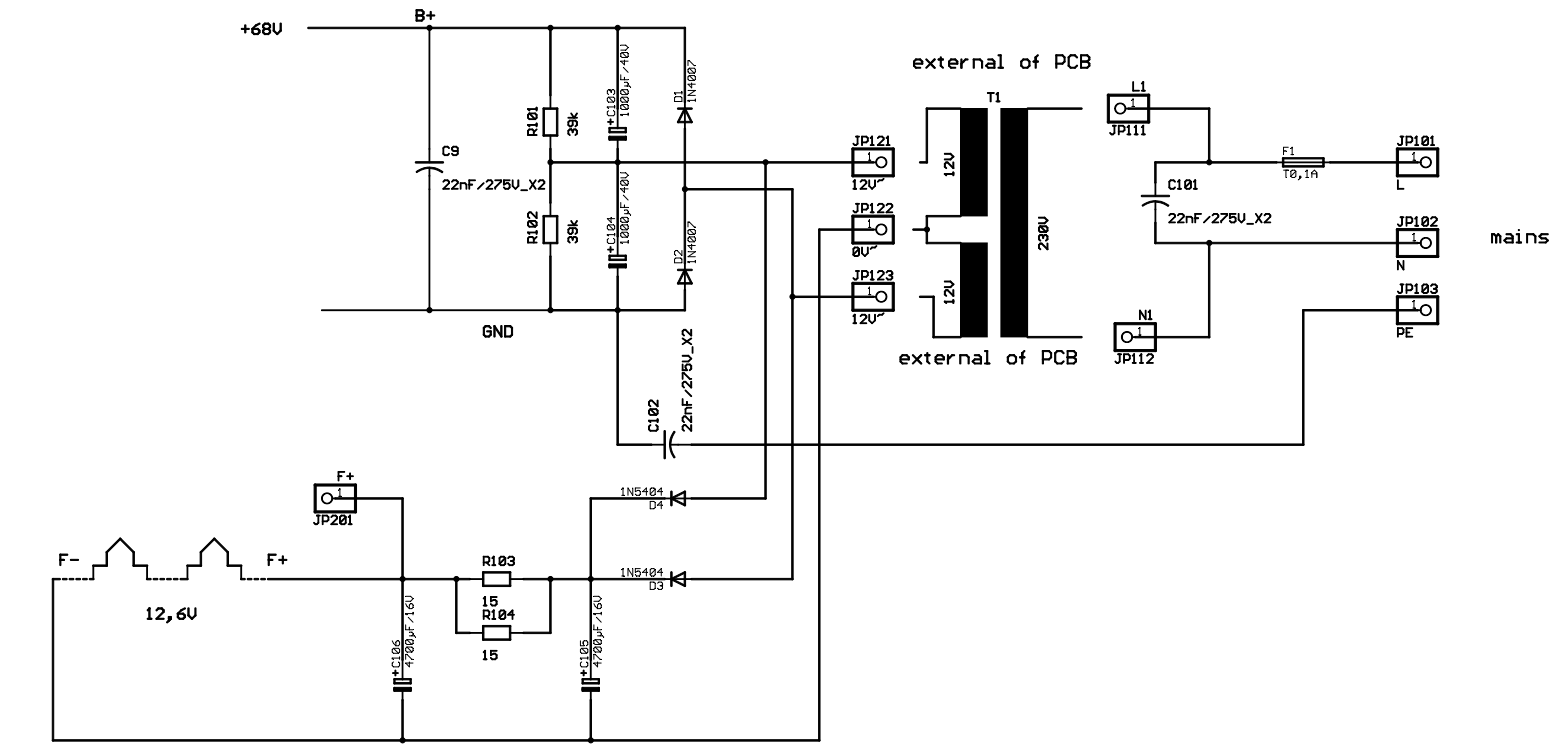 B+
+68V
C9
22nF/275V_X2
R101
39k
R102
39k
+C103
1000µF/40V
+C104
1000µF/40V
D1
1N4007
D2
1N4007
GND
external of PCB
T1
12V
12V
230V
external of PCB
JP121
1
12V~
JP122
1
0V~
JP123
1
12V~
L1
1
JP111
N1
1
JP112
C101
22nF/275V_X2
F1
T0,1A
JP101
1
L
JP102
1
N
JP103
1
PE
mains
C102
22nF/275V_X2
F+
1
JP201
F-
F+
12,6V
R103
15
R104
15
1N5404
D4
1N5404
D3
+C106
4700µF/16V
+C105
4700µF/16V